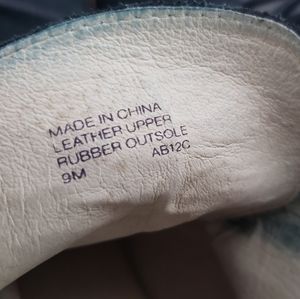 MADE IN CHINA
LEATHER UPPER
RUBBER OUTSOLE
9M AB12C